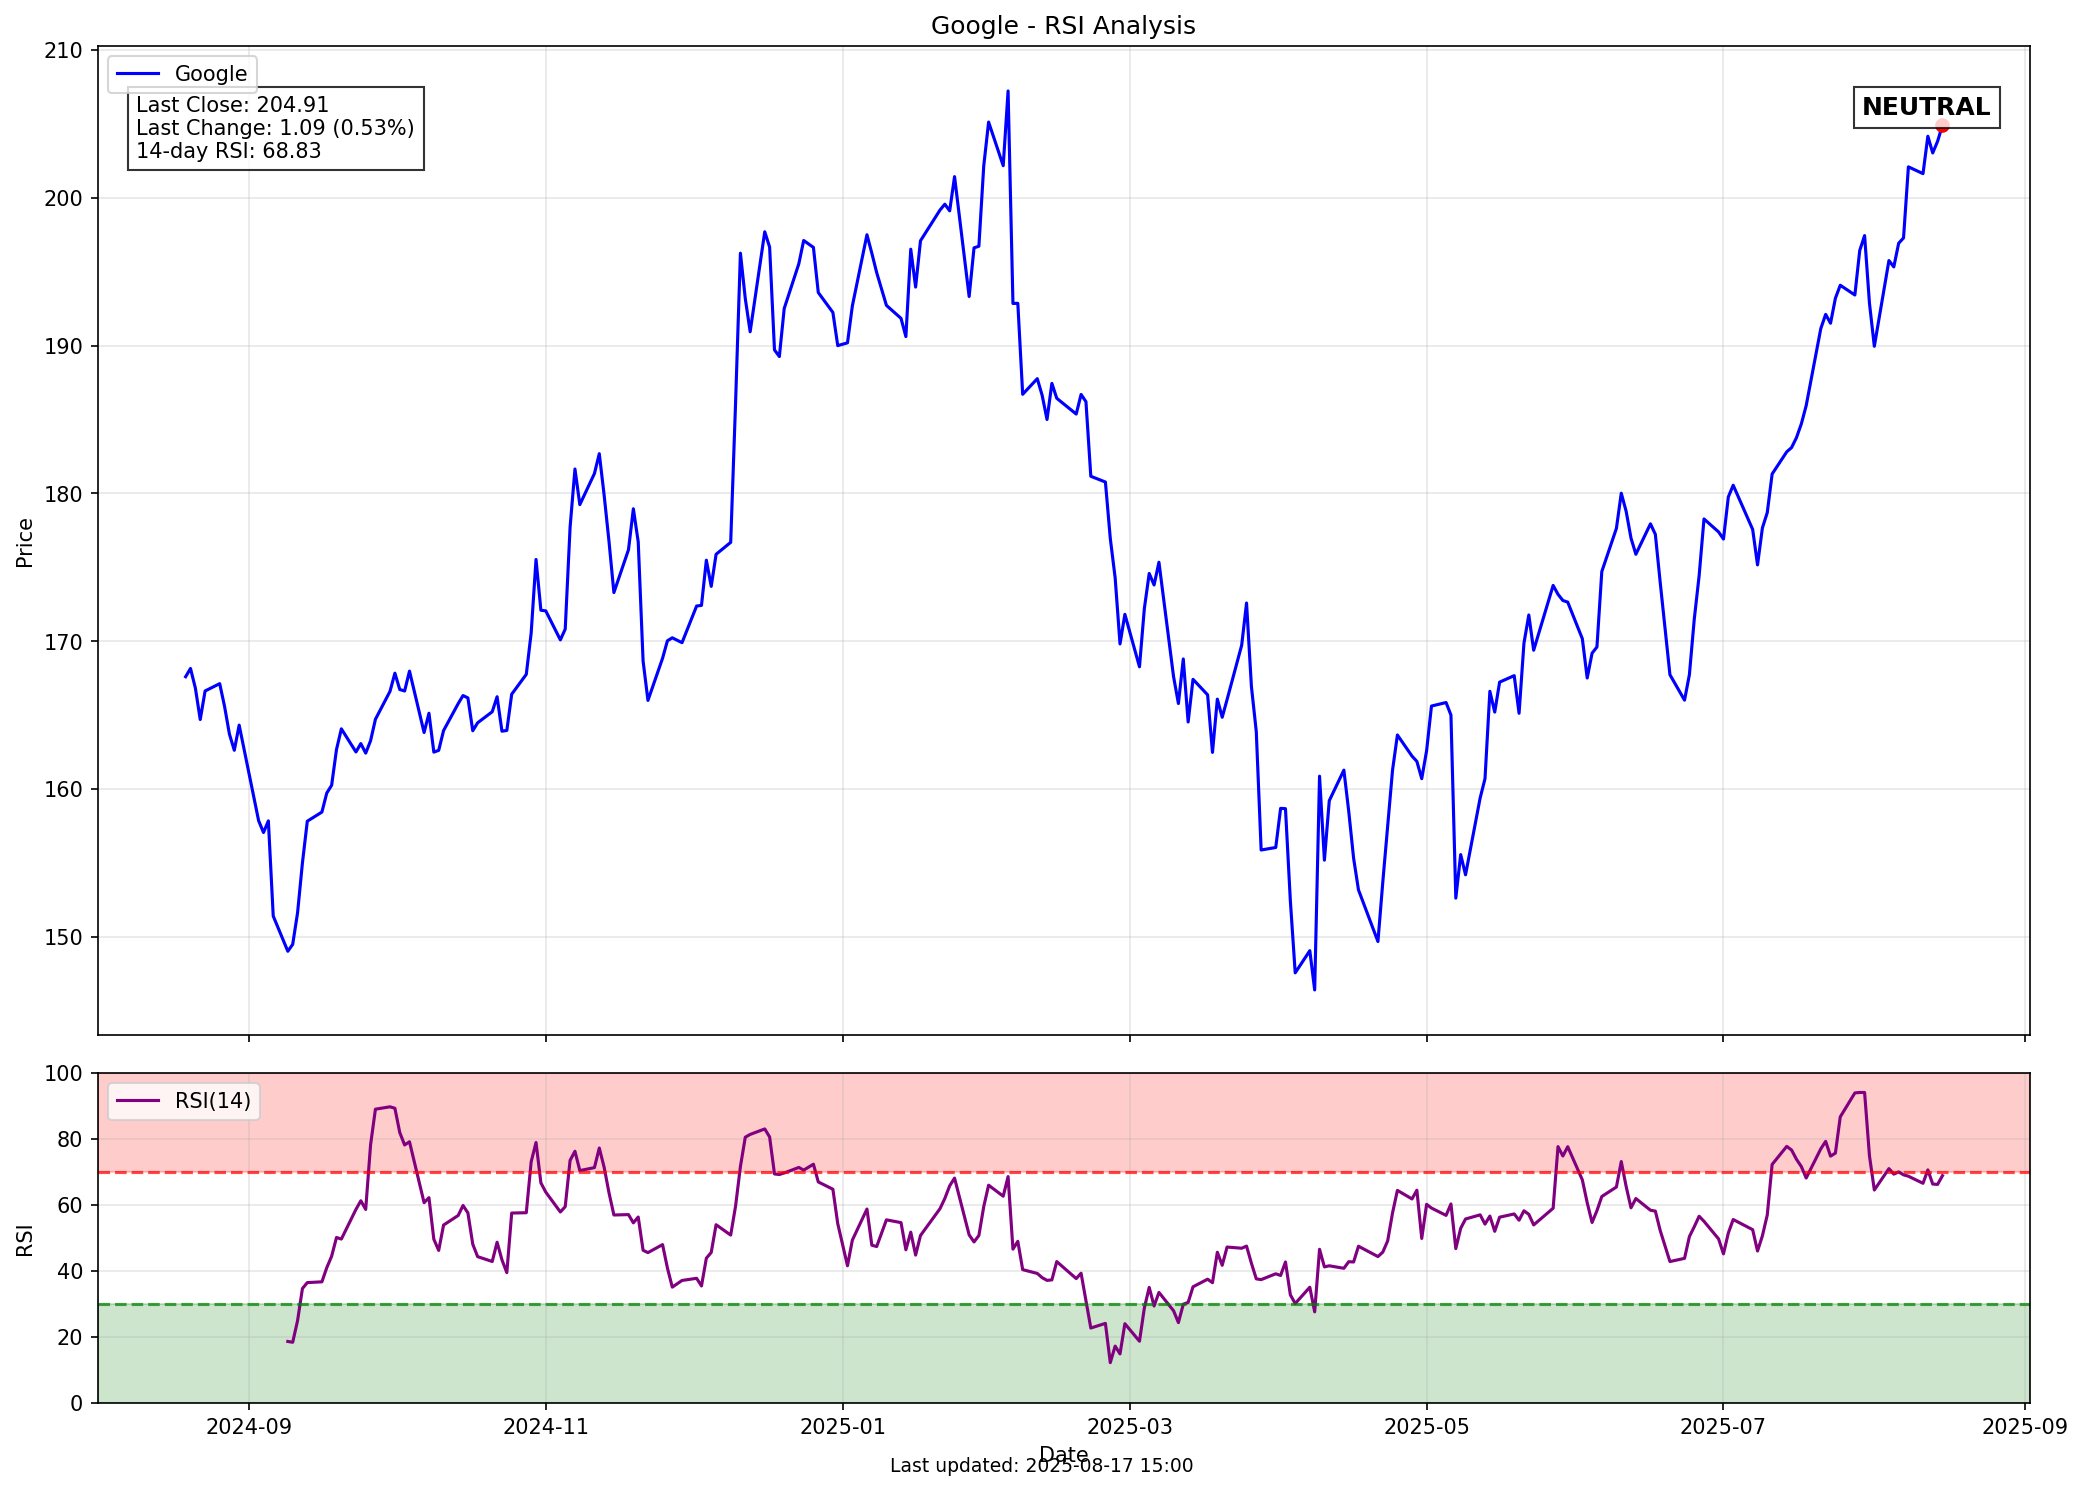 Google - RSI Analysis
Google
Last Close: 204.91
Last Change: 1.09 (0.53%)
14-day RSI: 68.83
NEUTRAL
210
200
190
180
170
160
150
Price
RSI(14)
100
80
60
40
20
0
RSI
2024-09
2024-11
2025-01
2025-03
2025-05
2025-07
2025-09
Date
Last updated: 2025-08-17 15:00